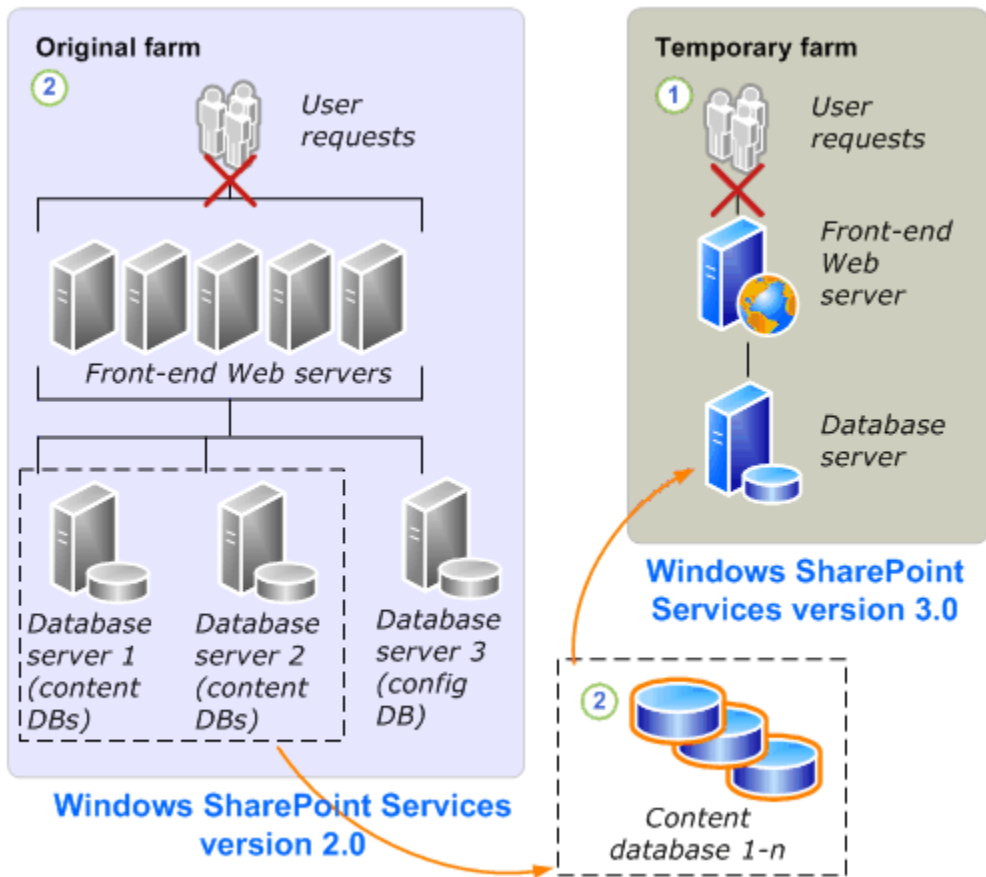 Original farm
2
User
requests
Front-end Web servers
Database
server 1
(content
DBs)
Database
server 2
(content
DBs)
Database
server 3
(config
DB)
Windows SharePoint Services
version 2.0
Temporary farm
1
User
requests
Front-end
Web
server
Database
server
Windows SharePoint
Services version 3.0
2
Content
database 1-n